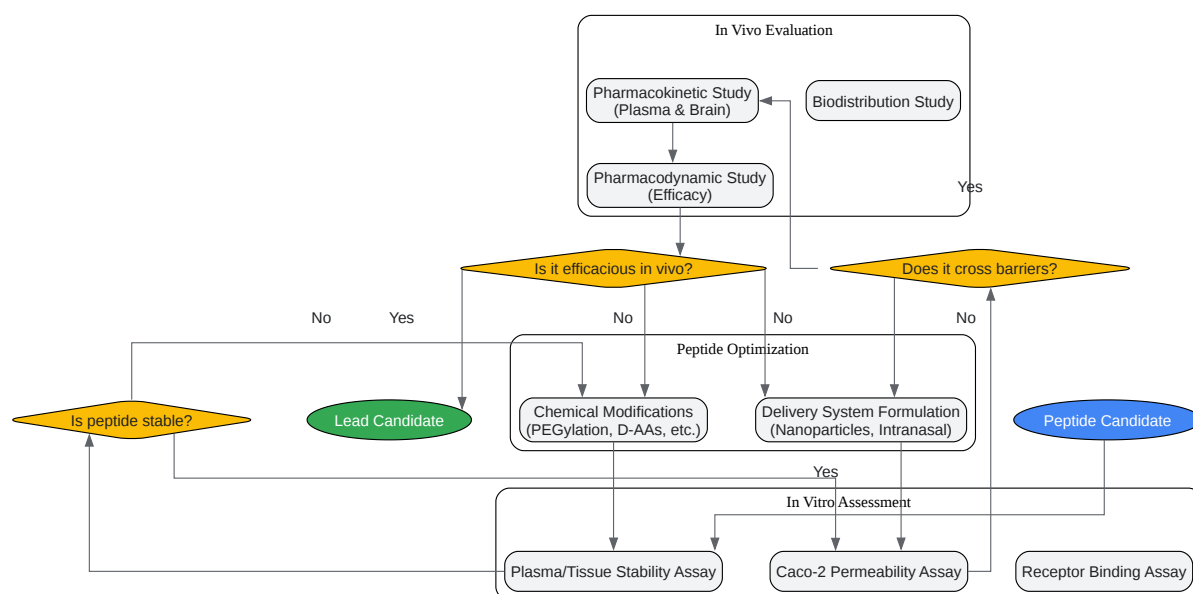 In Vivo Evaluation
Pharmacokinetic Study
(Plasma & Brain)
Biodistribution Study
Pharmacodynamic Study
(Efficacy)
Yes
Is it efficacious in vivo?
Does it cross barriers?
No
Yes
No
No
No
Peptide Optimization
Is peptide stable?
Lead Candidate
Chemical Modifications
(PEGylation, D-AAs, etc.)
Delivery System Formulation
(Nanoparticles, Intranasal)
Peptide Candidate
Yes
In Vitro Assessment
Plasma/Tissue Stability Assay
Caco-2 Permeability Assay
Receptor Binding Assay